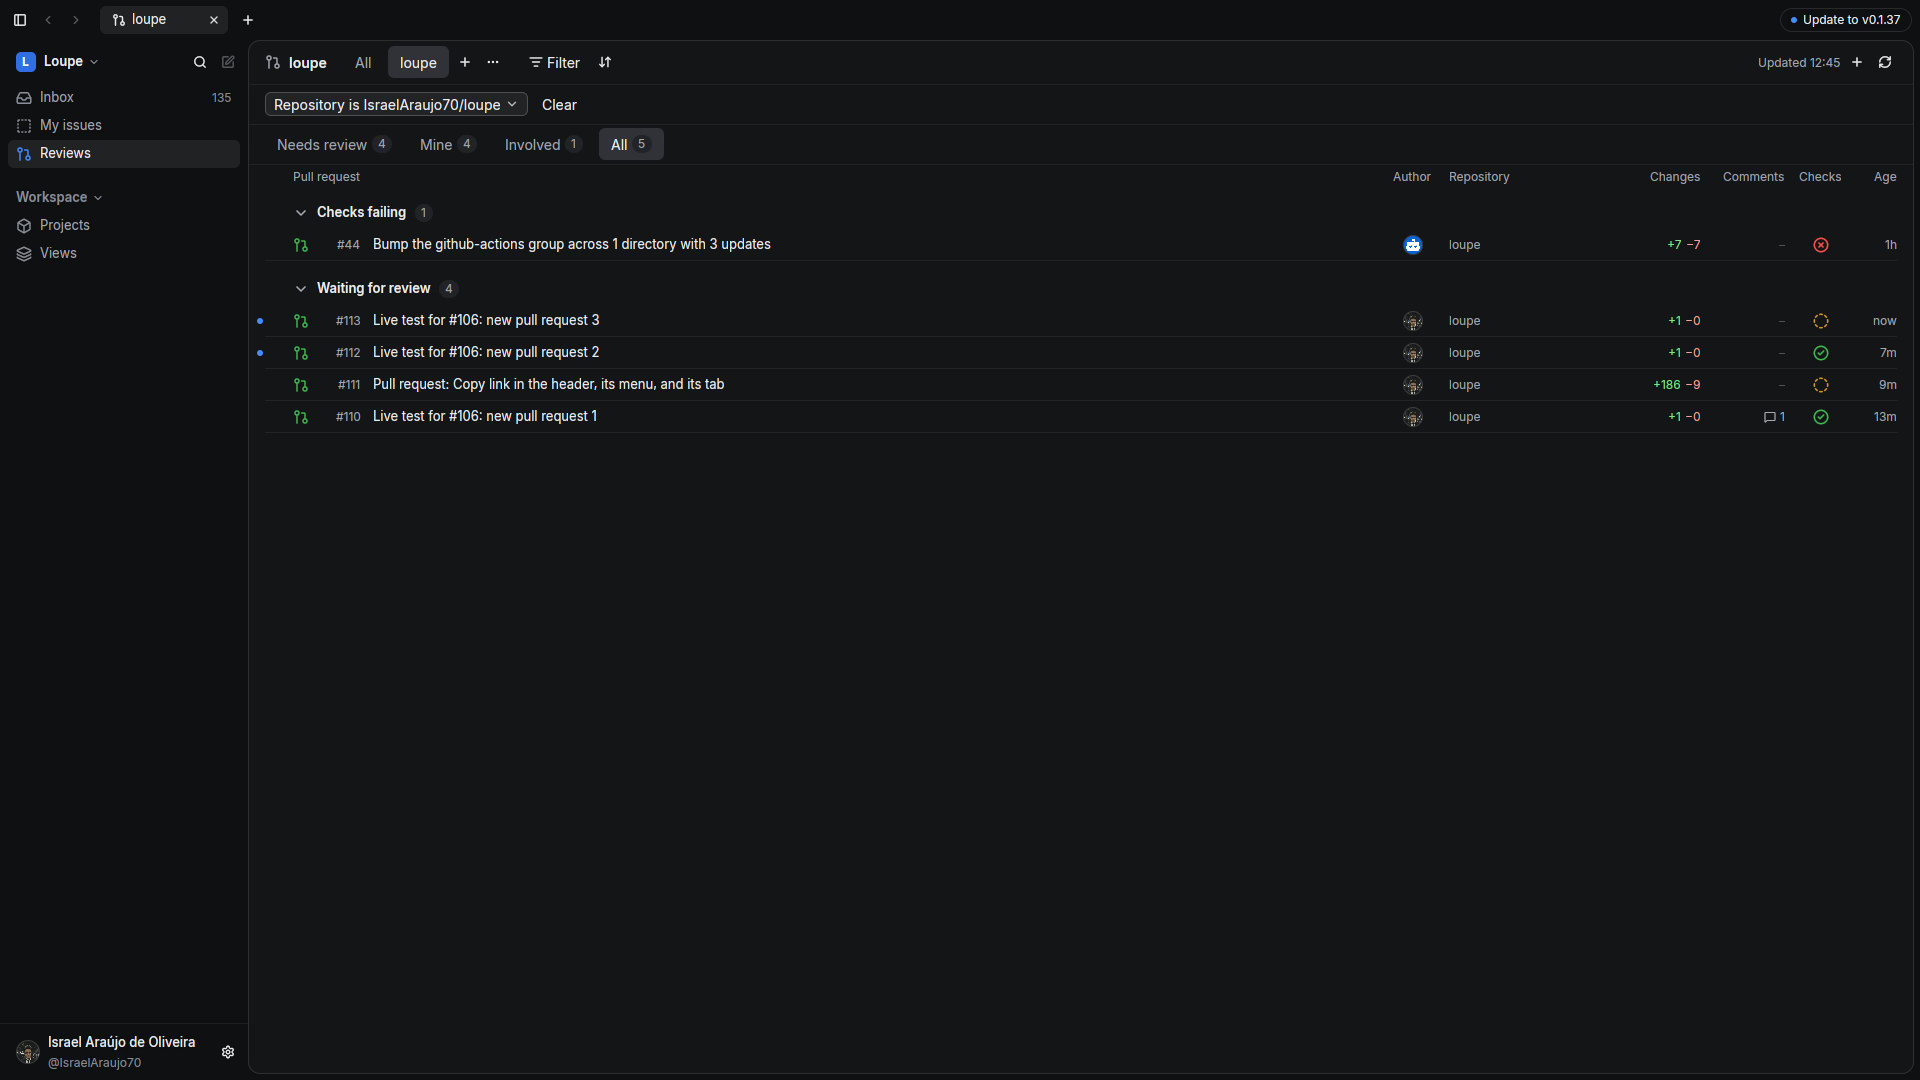 loupe
Update to v0.1.37
L Loupe
Inbox 135
My issues
Reviews
Workspace
Projects
Views
loupe All loupe Filter Updated 12:45
Repository is IsraelAraujo70/loupe Clear
Needs review 4 Mine 4 Involved 1 All 5
Pull request Author Repository Changes Comments Checks Age
Checks failing 1
#44 Bump the github-actions group across 1 directory with 3 updates loupe +7 −7 – 1h
Waiting for review 4
#113 Live test for #106: new pull request 3 loupe +1 −0 – now
#112 Live test for #106: new pull request 2 loupe +1 −0 – 7m
#111 Pull request: Copy link in the header, its menu, and its tab loupe +186 −9 – 9m
#110 Live test for #106: new pull request 1 loupe +1 −0 1 13m
Israel Araújo de Oliveira
@IsraelAraujo70